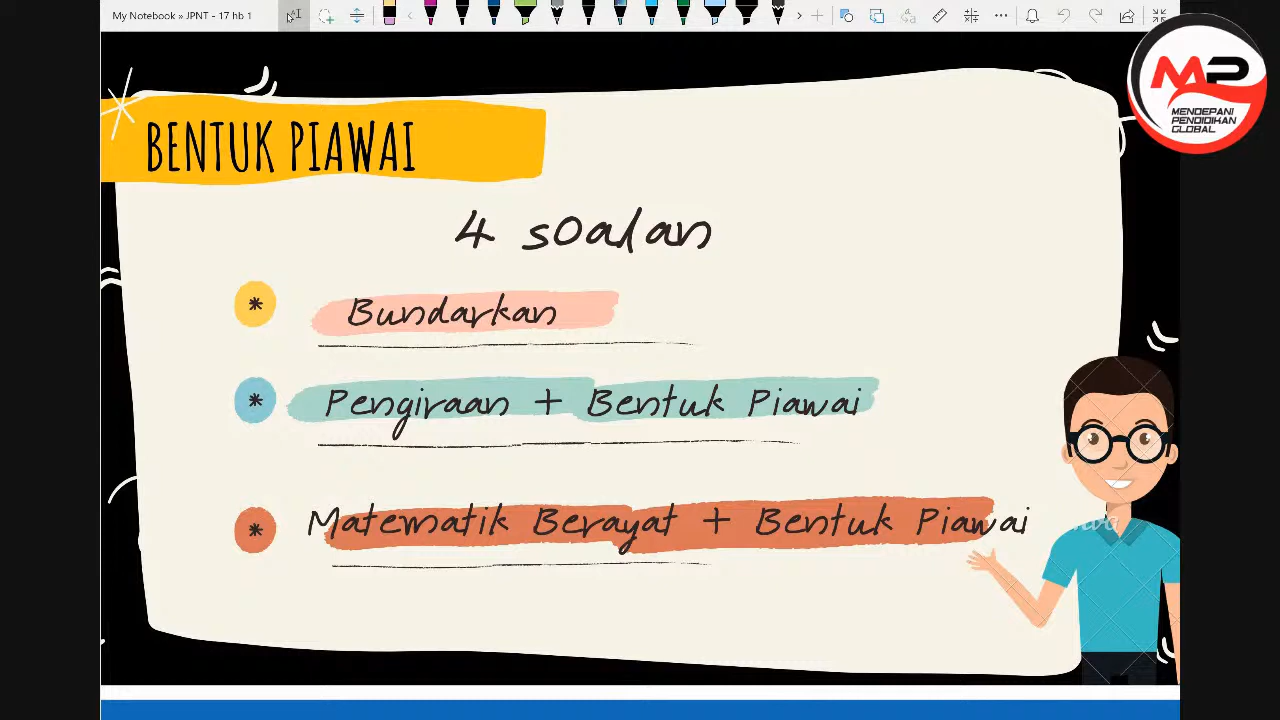 My Notebook » JPNT - 17 hb 1
MP
MENDEPANI
PENDIDIKAN
GLOBAL
BENTUK PIAWAI
4 soalan
* Bundarkan
* Pengiraan + Bentuk Piawai
* Matematik Berayat + Bentuk Piawai